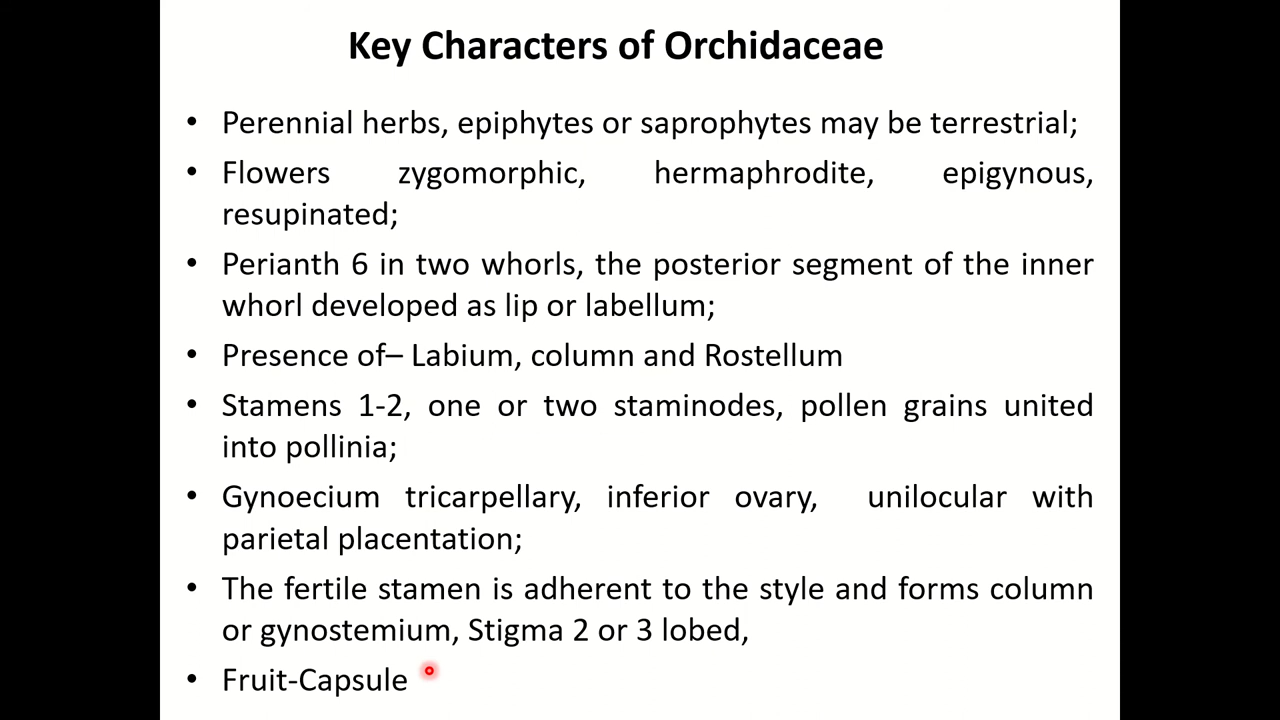 Key Characters of Orchidaceae
• Perennial herbs, epiphytes or saprophytes may be terrestrial;
• Flowers zygomorphic, hermaphrodite, epigynous,
resupinated;
• Perianth 6 in two whorls, the posterior segment of the inner
whorl developed as lip or labellum;
• Presence of– Labium, column and Rostellum
• Stamens 1-2, one or two staminodes, pollen grains united
into pollinia;
• Gynoecium tricarpellary, inferior ovary, unilocular with
parietal placentation;
• The fertile stamen is adherent to the style and forms column
or gynostemium, Stigma 2 or 3 lobed,
• Fruit-Capsule